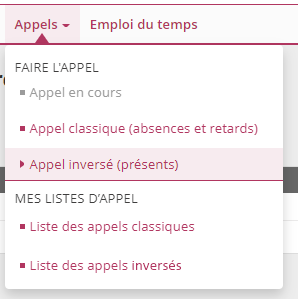 Appels Emploi du temps
FAIRE L'APPEL
Appel en cours
Appel classique (absences et retards)
Appel inversé (présents)
MES LISTES D’APPEL
Liste des appels classiques
Liste des appels inversés